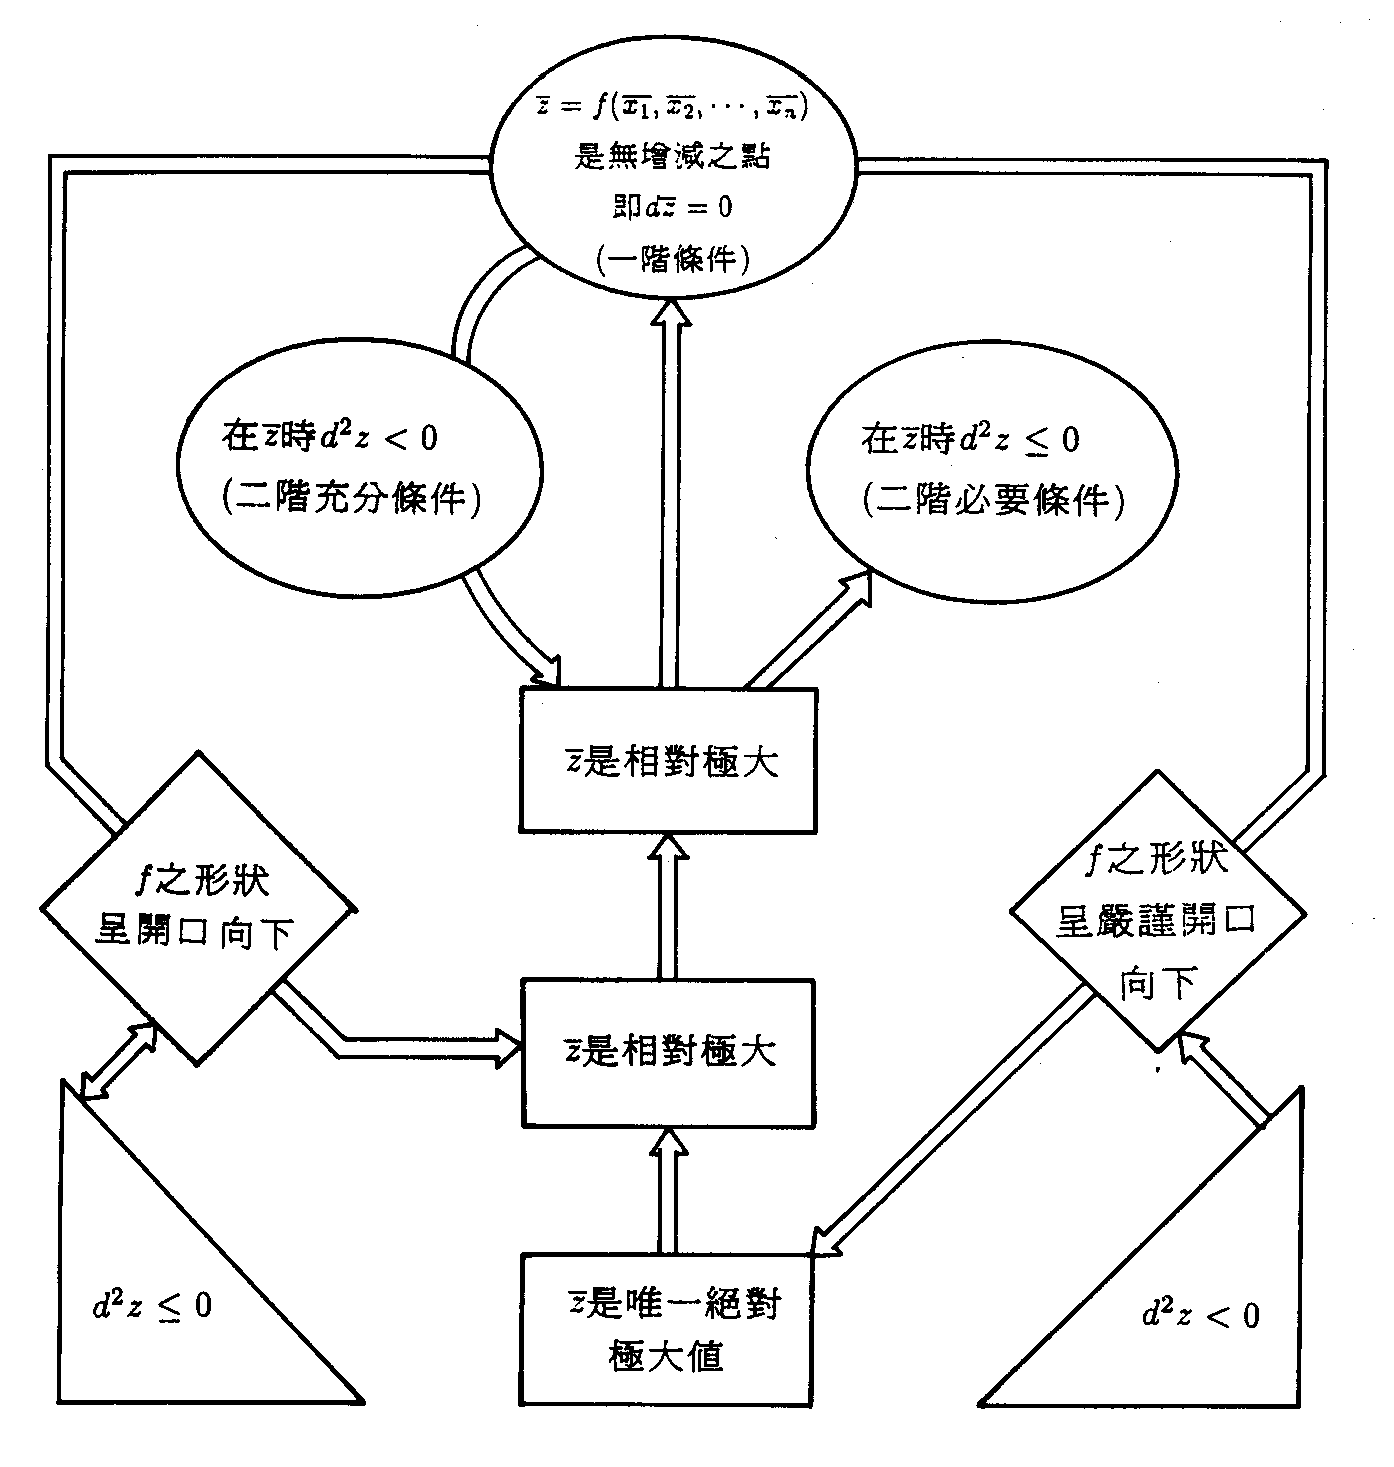 z̅ = f(x̅₁, x̅₂, ⋯, x̅ₙ)
是無增減之點
即dz̅ = 0
(一階條件)
在z̅時d²z < 0
(二階充分條件)
在z̅時d²z ≤ 0
(二階必要條件)
z̅是相對極大
f之形狀
呈開口向下
f之形狀
呈嚴謹開口
向下
z̅是相對極大
d²z ≤ 0
z̅是唯一絕對
極大值
d²z < 0